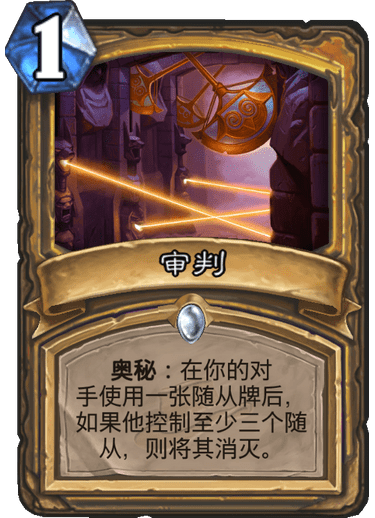 1
审判
奥秘：在你的对
手使用一张随从牌后，
如果他控制至少三个随
从，则将其消灭。